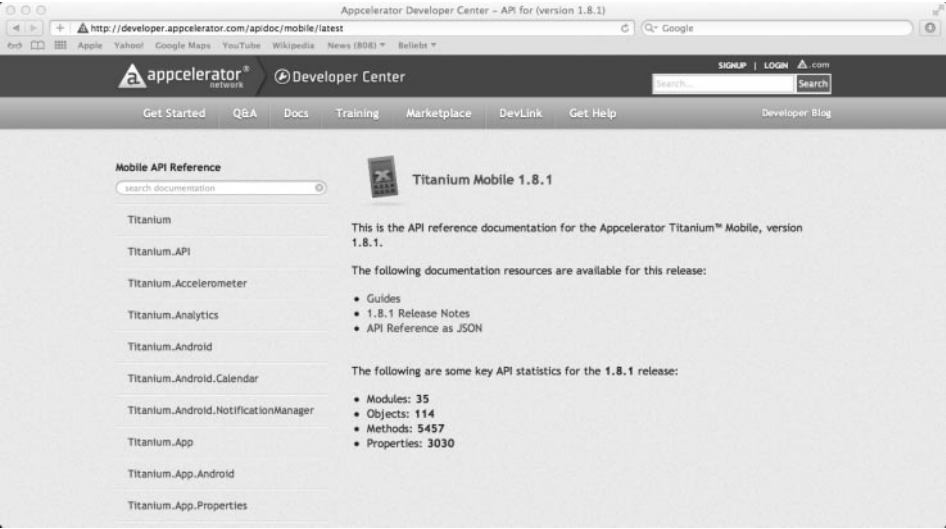 Appcelerator Developer Center – API for (version 1.8.1)
http://developer.appcelerator.com/apidoc/mobile/latest
Google
Apple Yahoo! Google Maps YouTube Wikipedia News (808) Beliebt
SIGNUP | LOGIN .com
appcelerator®
network
Developer Center
Search...
Search
Get Started Q&A Docs Training Marketplace DevLink Get Help Developer Blog
Mobile API Reference
search documentation
Titanium
Titanium.API
Titanium.Accelerometer
Titanium.Analytics
Titanium.Android
Titanium.Android.Calendar
Titanium.Android.NotificationManager
Titanium.App
Titanium.App.Android
Titanium.App.Properties
Titanium Mobile 1.8.1
This is the API reference documentation for the Appcelerator Titanium™ Mobile, version
1.8.1.
The following documentation resources are available for this release:
• Guides
• 1.8.1 Release Notes
• API Reference as JSON
The following are some key API statistics for the 1.8.1 release:
• Modules: 35
• Objects: 114
• Methods: 5457
• Properties: 3030